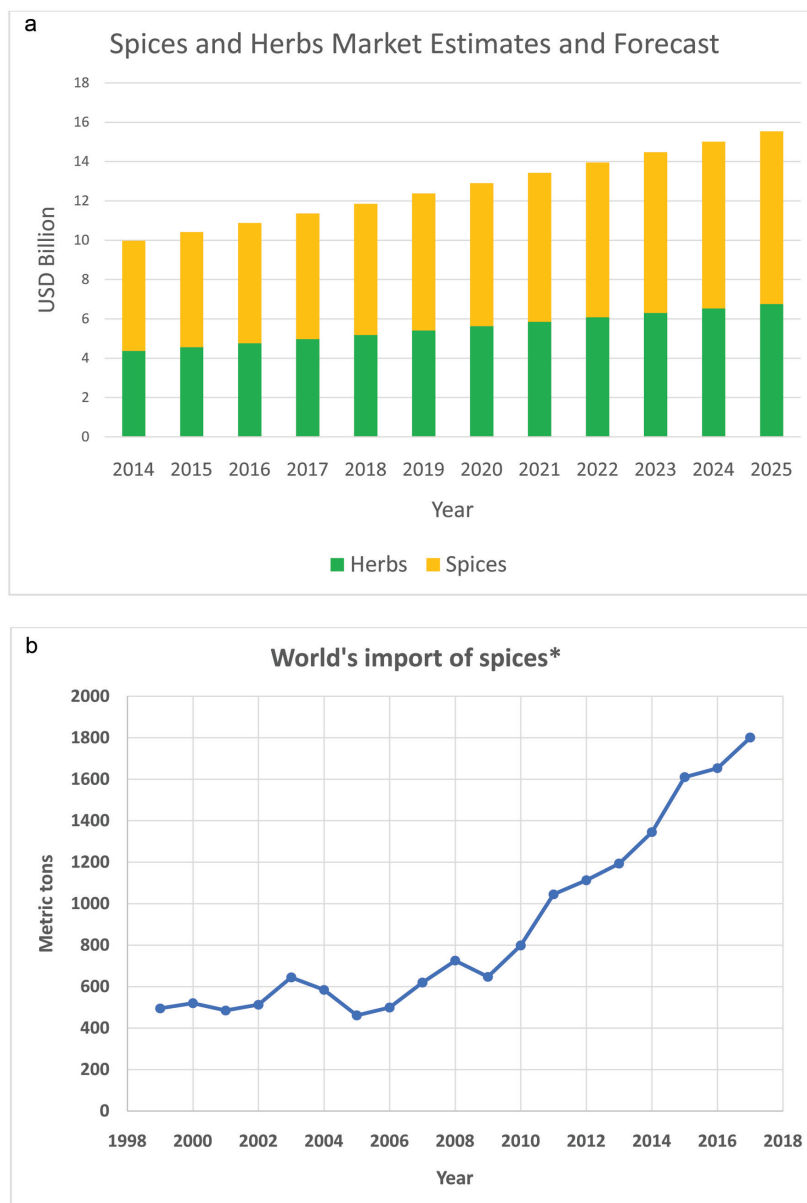 a
Spices and Herbs Market Estimates and Forecast
18
16
14
12
10
8
6
4
2
0
USD Billion
2014 2015 2016 2017 2018 2019 2020 2021 2022 2023 2024 2025
Year
Herbs Spices
b
World's import of spices*
2000
1800
1600
1400
1200
1000
800
600
400
200
0
Metric tons
1998 2000 2002 2004 2006 2008 2010 2012 2014 2016 2018
Year